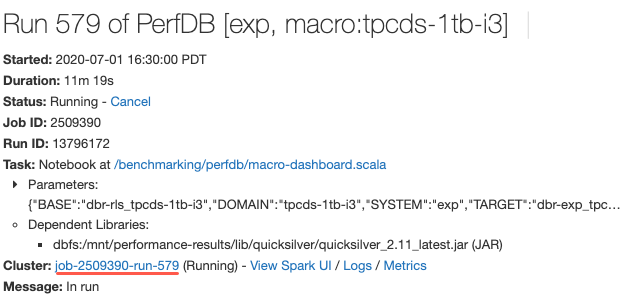 Run 579 of PerfDB [exp, macro:tpcds-1tb-i3]
Started: 2020-07-01 16:30:00 PDT
Duration: 11m 19s
Status: Running - Cancel
Job ID: 2509390
Run ID: 13796172
Task: Notebook at /benchmarking/perfdb/macro-dashboard.scala
Parameters:
{"BASE":"dbr-rls_tpcds-1tb-i3","DOMAIN":"tpcds-1tb-i3","SYSTEM":"exp","TARGET":"dbr-exp_tpc...
Dependent Libraries:
dbfs:/mnt/performance-results/lib/quicksilver/quicksilver_2.11_latest.jar (JAR)
Cluster: job-2509390-run-579 (Running) - View Spark UI / Logs / Metrics
Message: In run